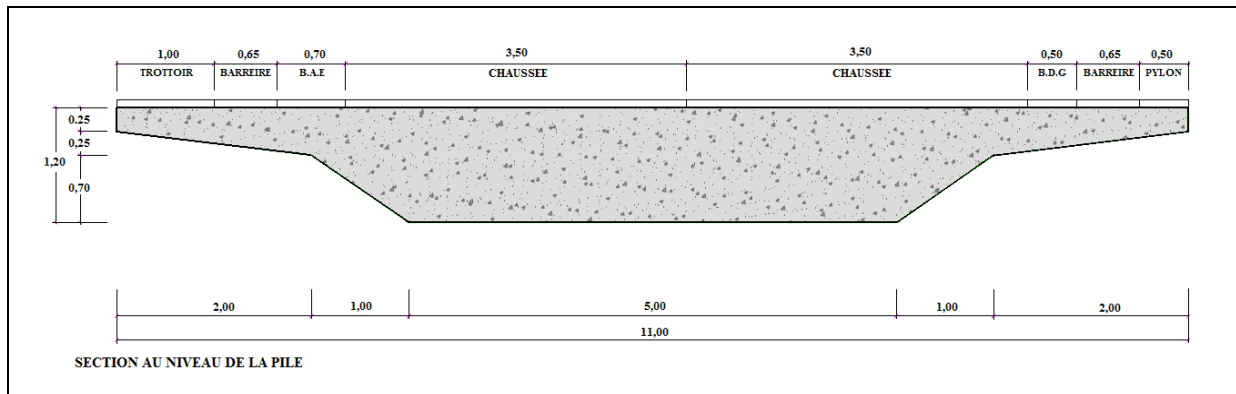 1,00 0,65 0,70 3,50 3,50 0,50 0,65 0,50
TROTTOIR BARREIRE B.A.E CHAUSSEE CHAUSSEE B.D.G BARREIRE PYLON
0.25
0,25
1,20
0,70
2,00 1,00 5,00 1,00 2,00
11,00
SECTION AU NIVEAU DE LA PILE